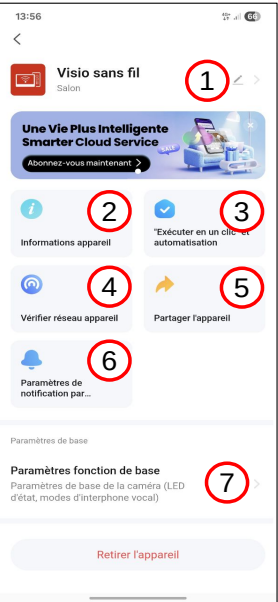 13:56
66
Visio sans fil
Salon
1
Une Vie Plus Intelligente
Smarter Cloud Service
SALE
Abonnez-vous maintenant >
2
Informations appareil
3
"Exécuter en un clic" et
automatisation
4
Vérifier réseau appareil
5
Partager l'appareil
6
Paramètres de
notification par...
Paramètres de base
Paramètres fonction de base
Paramètres de base de la caméra (LED
d'état, modes d'interphone vocal)
7
Retirer l'appareil